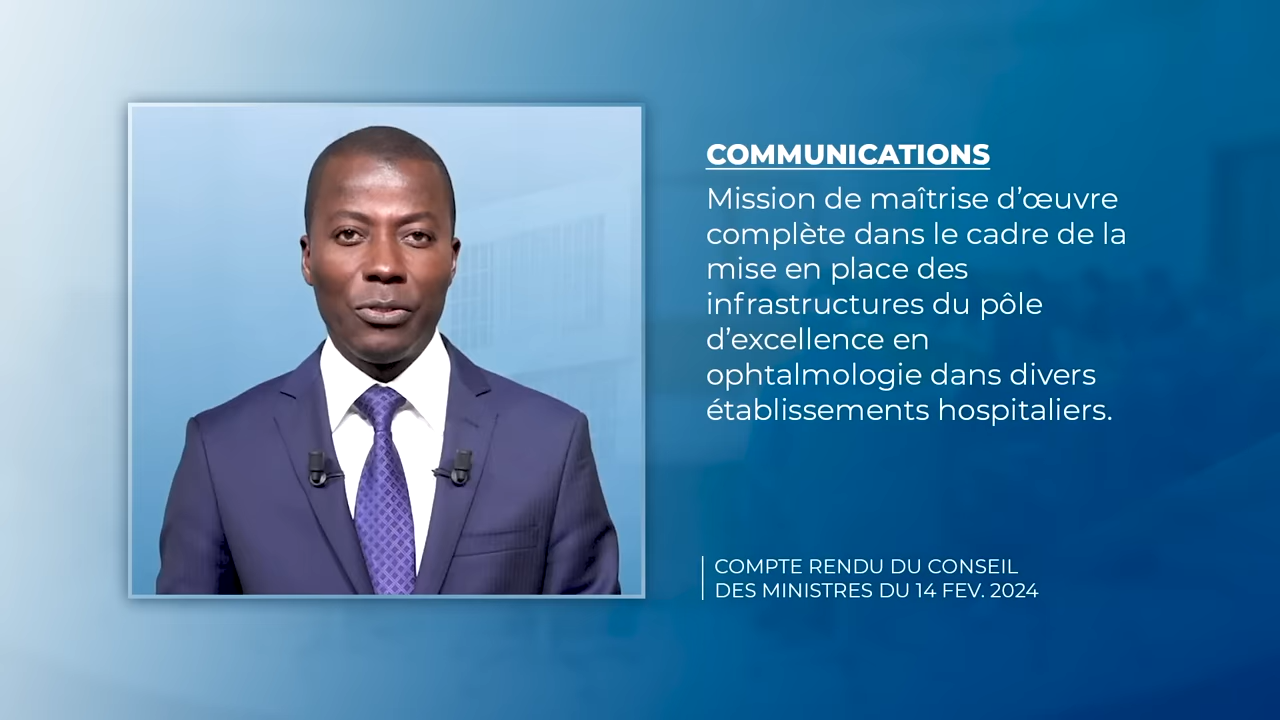 COMMUNICATIONS
Mission de maîtrise d’œuvre
complète dans le cadre de la
mise en place des
infrastructures du pôle
d’excellence en
ophtalmologie dans divers
établissements hospitaliers.
COMPTE RENDU DU CONSEIL
DES MINISTRES DU 14 FEV. 2024